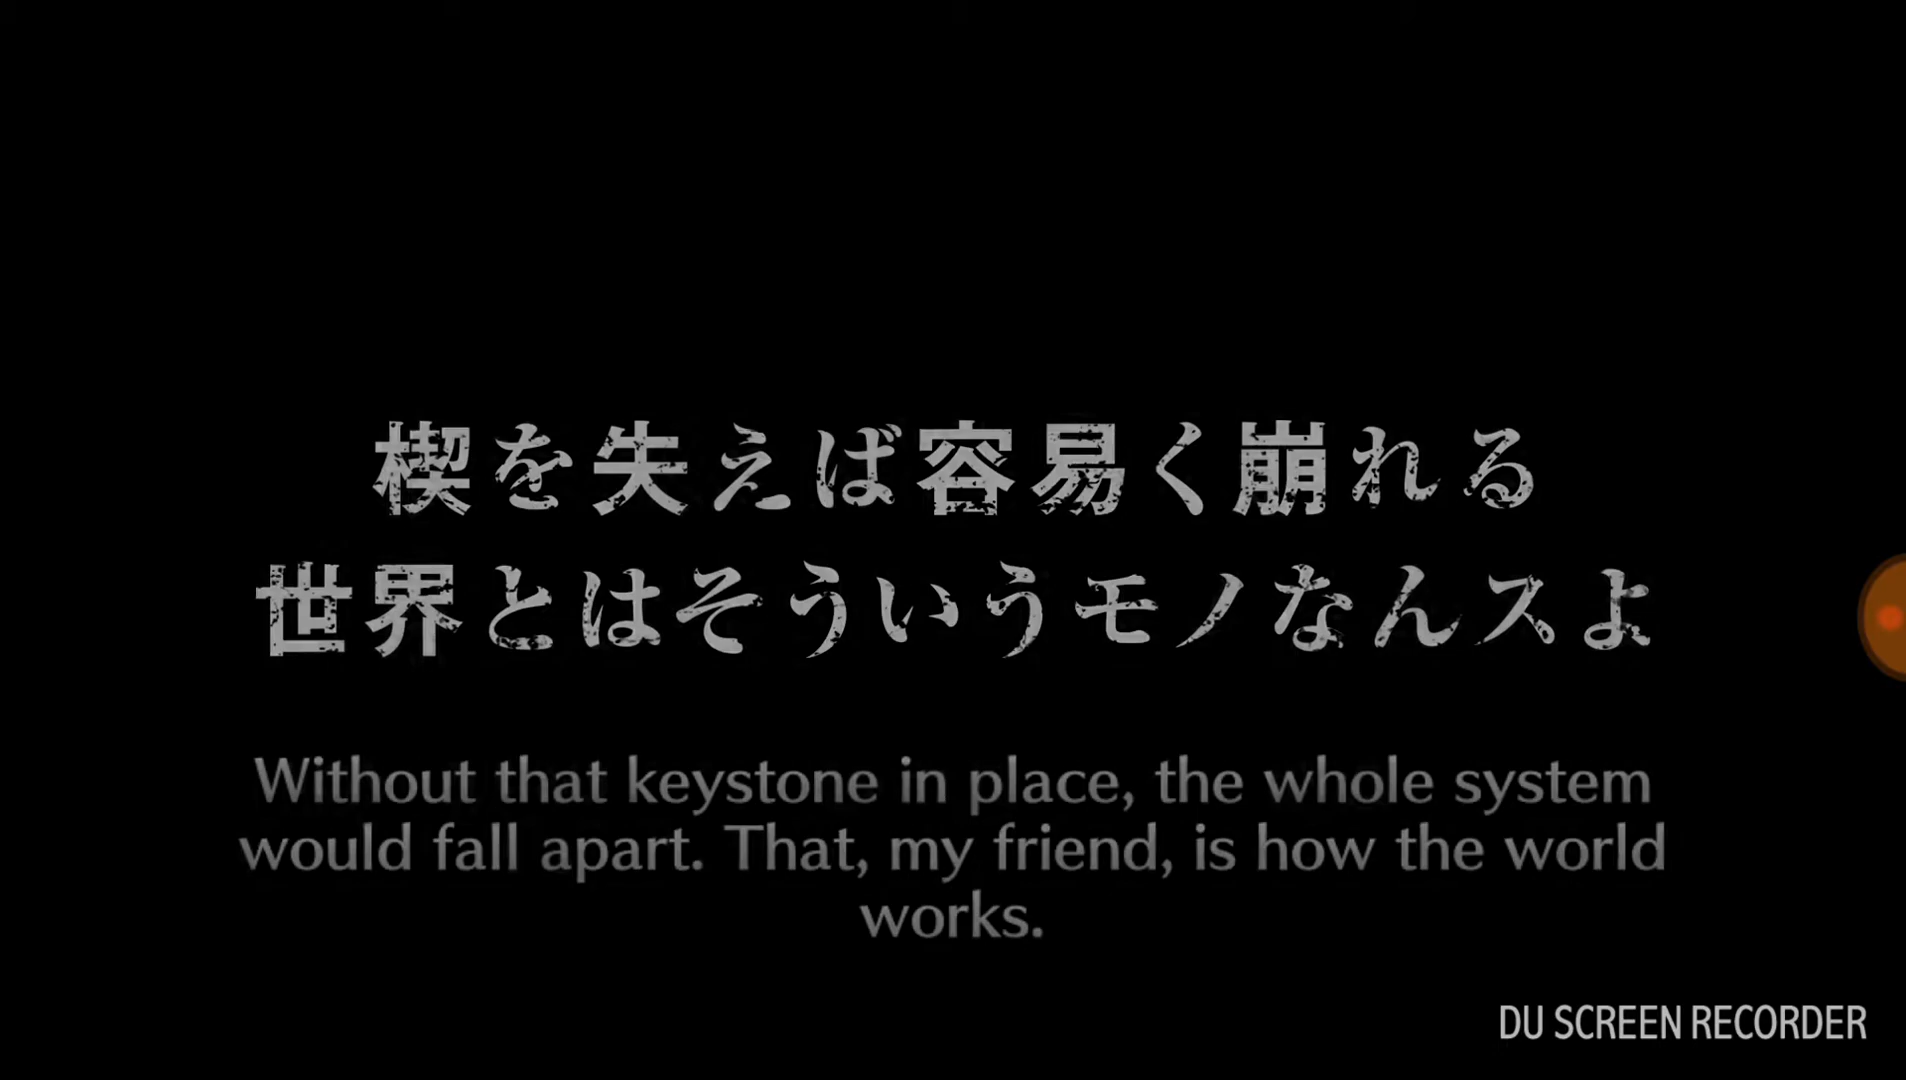 楔を失えば容易く崩れる
世界とはそういうモノなんスよ
Without that keystone in place, the whole system
would fall apart. That, my friend, is how the world
works.
DU SCREEN RECORDER